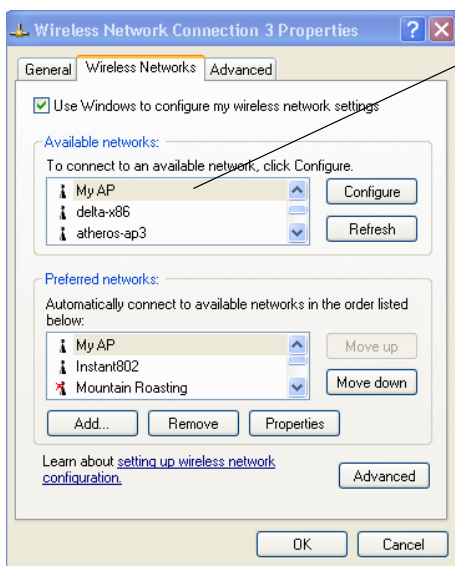 Wireless Network Connection 3 Properties
General Wireless Networks Advanced
Use Windows to configure my wireless network settings
Available networks:
To connect to an available network, click Configure.
My AP
delta-x86
atheros-ap3
Configure
Refresh
Preferred networks:
Automatically connect to available networks in the order listed
below:
My AP
Instant802
Mountain Roasting
Move up
Move down
Add... Remove Properties
Learn about setting up wireless network
configuration.
Advanced
OK Cancel